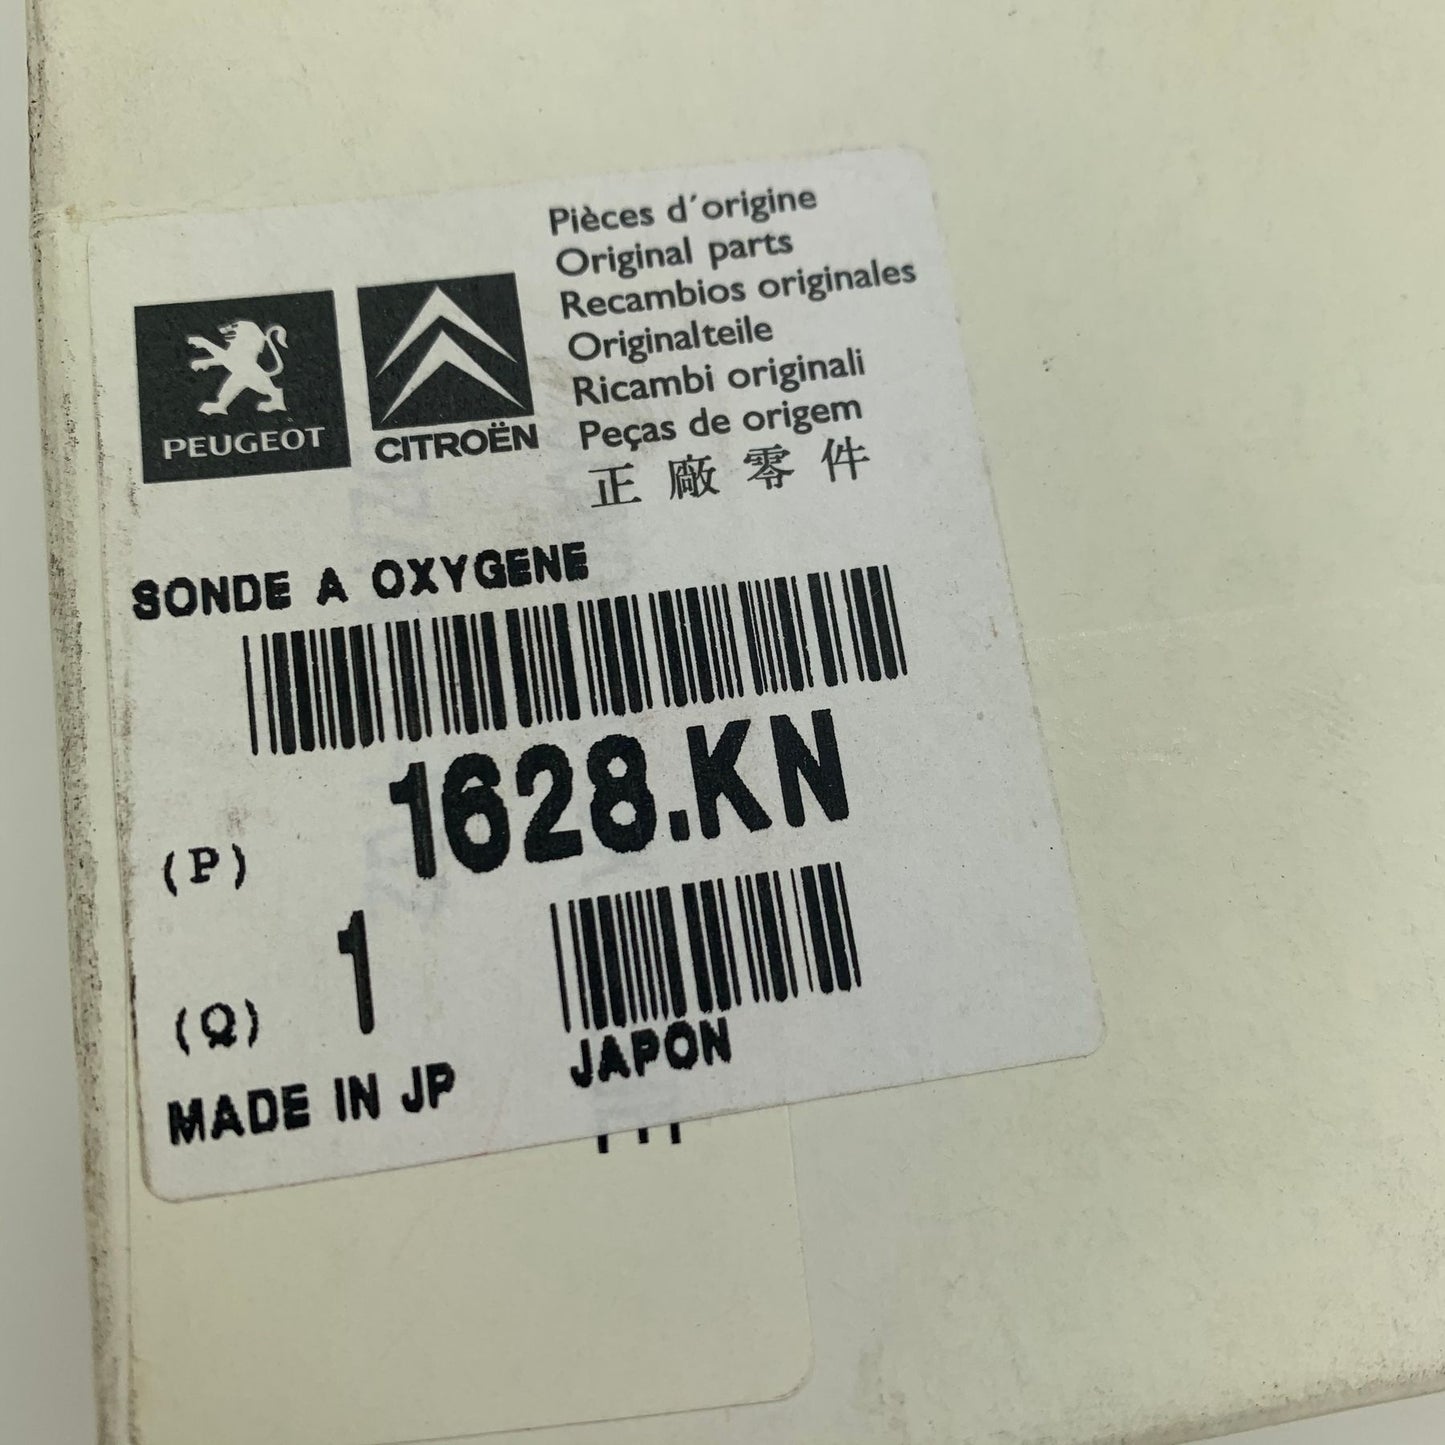 PEUGEOT
CITROËN
Pièces d'origine
Original parts
Recambios originales
Originalteile
Ricambi originali
Peças de origem
正廠零件
SONDE A OXYGENE
(P) 1628.KN
(Q) 1
MADE IN JP JAPON